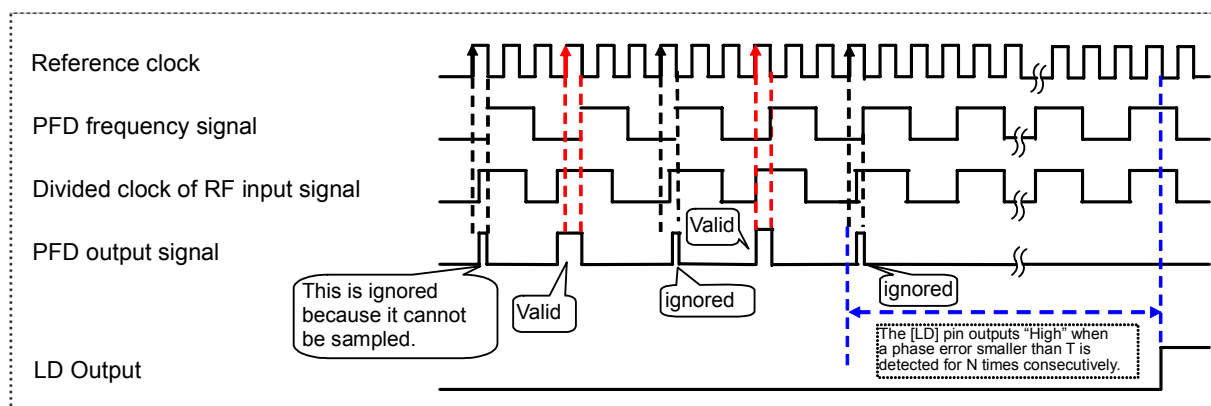 Reference clock
PFD frequency signal
Divided clock of RF input signal
PFD output signal
This is ignored
because it cannot
be sampled.
Valid
ignored
Valid
ignored
The [LD] pin outputs “High” when
a phase error smaller than T is
detected for N times consecutively.
LD Output